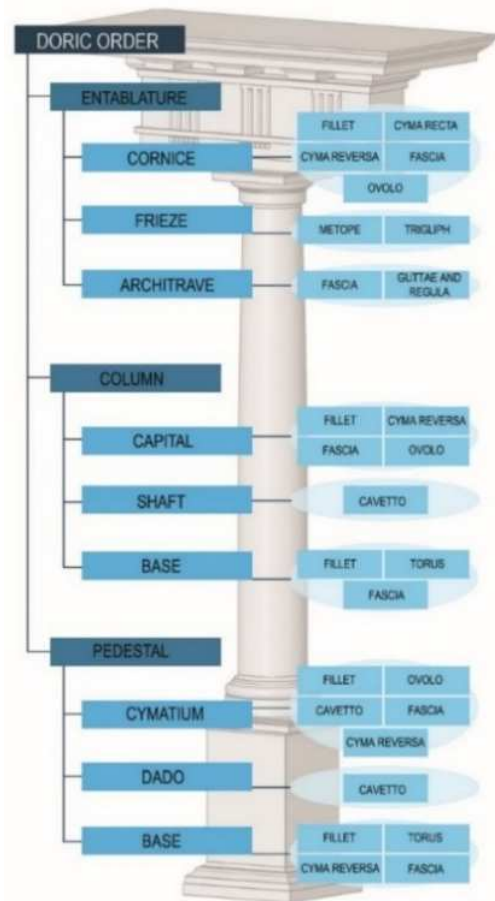 DORIC ORDER
ENTABLATURE
CORNICE
FILLET CYMA RECTA
CYMA REVERSA FASCIA
OVOLO
FRIEZE
METOPE TRIGLIPH
ARCHITRAVE
FASCIA GUTTAE AND
REGULA
COLUMN
CAPITAL
FILLET CYMA REVERSA
FASCIA OVOLO
SHAFT
CAVETTO
BASE
FILLET TORUS
FASCIA
PEDESTAL
CYMATIUM
FILLET OVOLO
CAVETTO FASCIA
CYMA REVERSA
DADO
CAVETTO
BASE
FILLET TORUS
CYMA REVERSA FASCIA